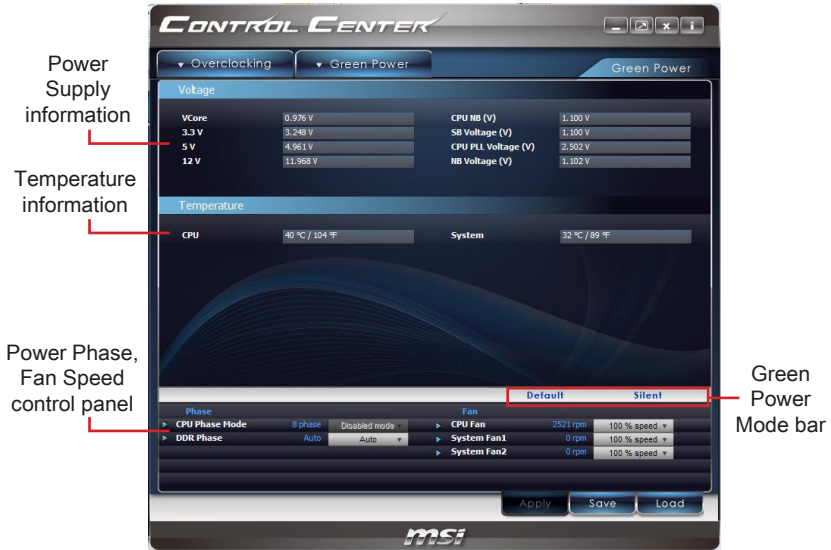 CONTROL CENTER
Overclocking
Green Power
Green Power
Power
Supply
information
Voltage
VCore 0.976 V CPU NB (V) 1.100 V
3.3 V 3.248 V SB Voltage (V) 1.100 V
5 V 4.961 V CPU PLL Voltage (V) 2.502 V
12 V 11.968 V NB Voltage (V) 1.102 V
Temperature
information
Temperature
CPU 40 ºC / 104 ºF System 32 ºC / 89 ºF
Power Phase,
Fan Speed
control panel
Default Silent
Green
Power
Mode bar
Phase Fan
CPU Phase Mode 8 phase Disabled mode CPU Fan 2521 rpm 100 % speed
DDR Phase Auto Auto System Fan1 0 rpm 100 % speed
System Fan2 0 rpm 100 % speed
Apply Save Load
msi